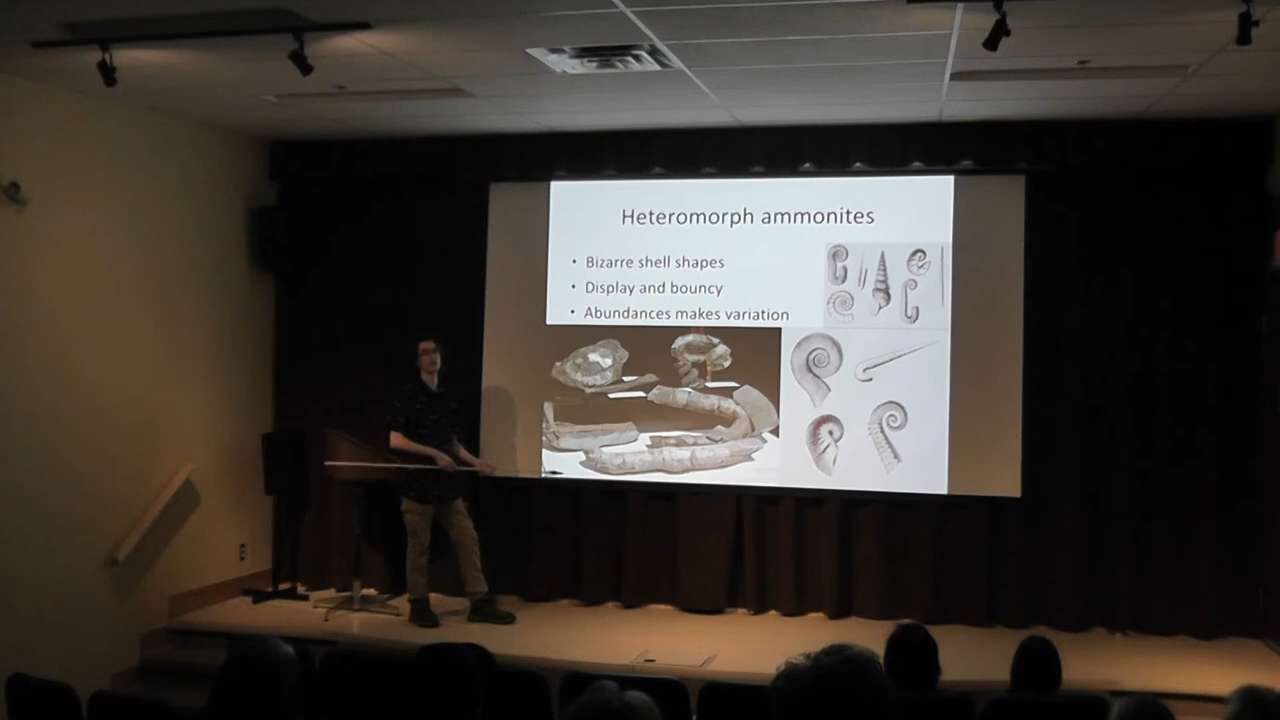 Heteromorph ammonites
• Bizarre shell shapes
• Display and bouncy
• Abundances makes variation